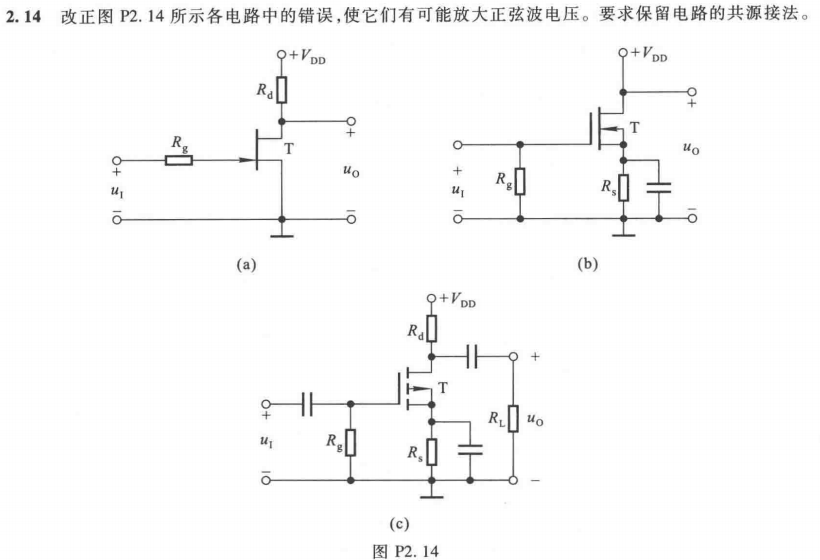 2.14 改正图 P2.14 所示各电路中的错误,使它们有可能放大正弦波电压。要求保留电路的共源接法。
+VDD
Rd
Rg
T
+
+
uI
uO
-
-
(a)
+VDD
+
T
uO
+
uI
Rg
Rs
-
-
(b)
+VDD
Rd
+
T
+
uI
Rg
Rs
RL
uO
-
-
(c)
图 P2.14